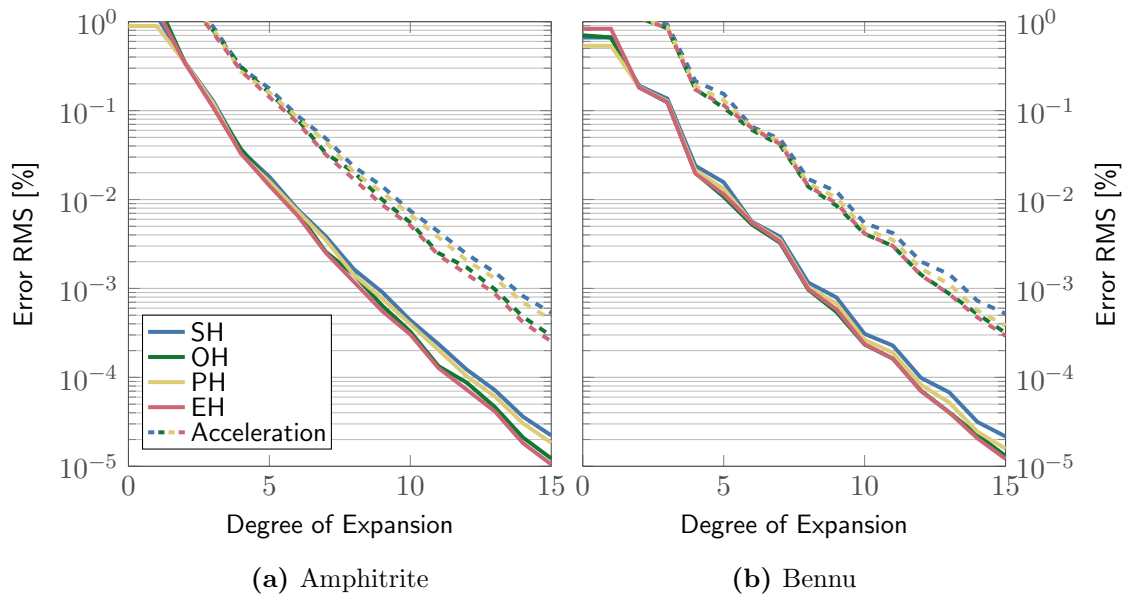 10^0
10^−1
10^−2
10^−3
10^−4
10^−5
Error RMS [%]
SH
OH
PH
EH
Acceleration
0 5 10 15
Degree of Expansion
(a) Amphitrite
10^0
10^−1
10^−2
10^−3
10^−4
10^−5
Error RMS [%]
0 5 10 15
Degree of Expansion
(b) Bennu